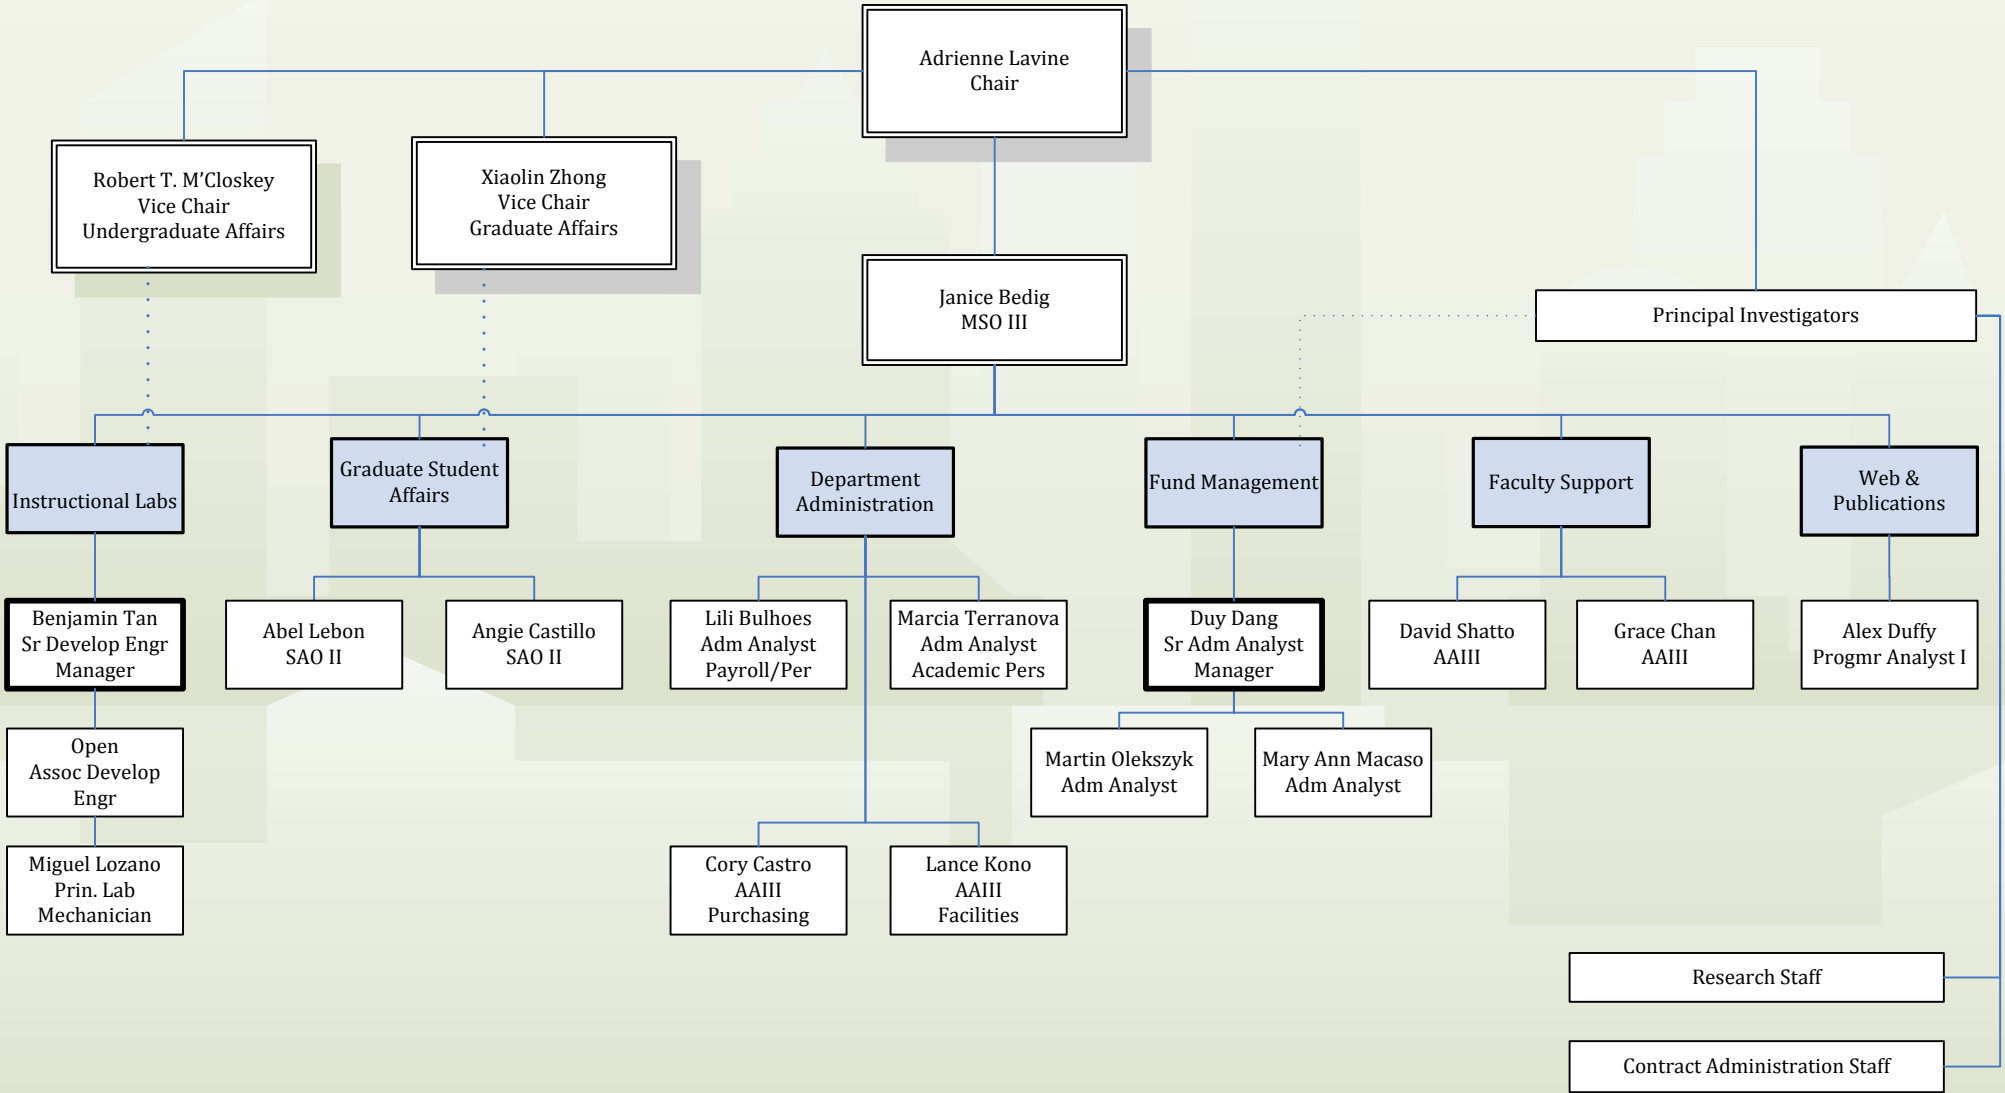 Adrienne Lavine
Chair
Robert T. M’Closkey
Vice Chair
Undergraduate Affairs
Xiaolin Zhong
Vice Chair
Graduate Affairs
Janice Bedig
MSO III
Principal Investigators
Instructional Labs
Graduate Student
Affairs
Department
Administration
Fund Management
Faculty Support
Web &
Publications
Benjamin Tan
Sr Develop Engr
Manager
Abel Lebon
SAO II
Angie Castillo
SAO II
Lili Bulhoes
Adm Analyst
Payroll/Per
Marcia Terranova
Adm Analyst
Academic Pers
Duy Dang
Sr Adm Analyst
Manager
David Shatto
AAIII
Grace Chan
AAIII
Alex Duffy
Progmr Analyst I
Open
Assoc Develop
Engr
Martin Olekszyk
Adm Analyst
Mary Ann Macaso
Adm Analyst
Miguel Lozano
Prin. Lab
Mechanician
Cory Castro
AAIII
Purchasing
Lance Kono
AAIII
Facilities
Research Staff
Contract Administration Staff